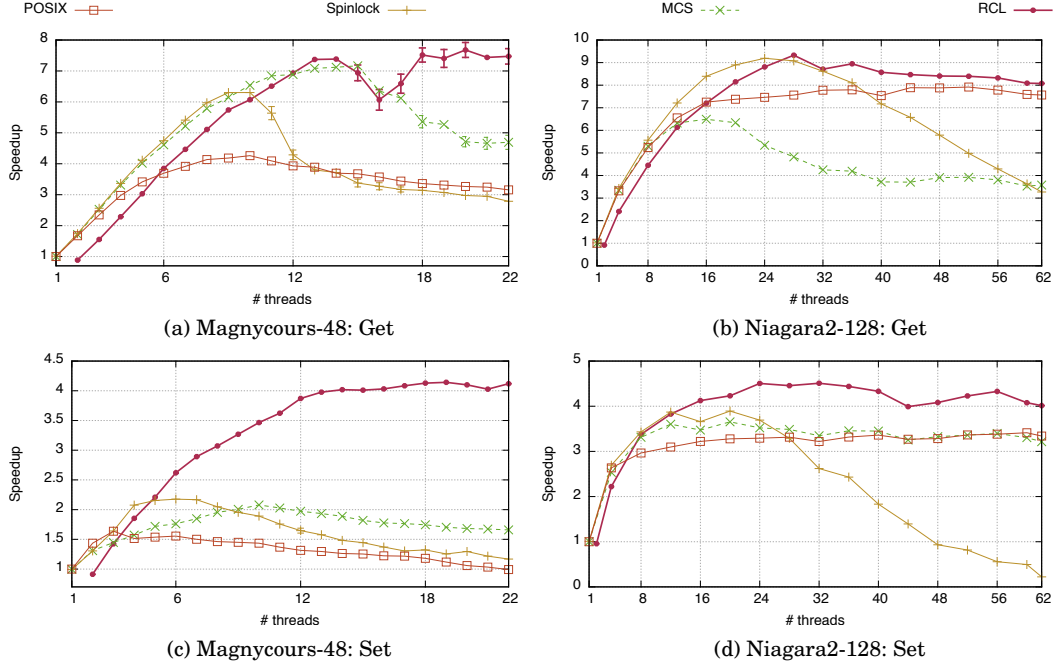 POSIX Spinlock MCS RCL
8
7
6
5
4
3
2
1
Speedup
1 6 12 18 22
# threads
(a) Magnycours-48: Get
10
9
8
7
6
5
4
3
2
1
0
Speedup
1 8 16 24 32 40 48 56 62
# threads
(b) Niagara2-128: Get
4.5
4
3.5
3
2.5
2
1.5
1
Speedup
1 6 12 18 22
# threads
(c) Magnycours-48: Set
5
4
3
2
1
0
Speedup
1 8 16 24 32 40 48 56 62
# threads
(d) Niagara2-128: Set